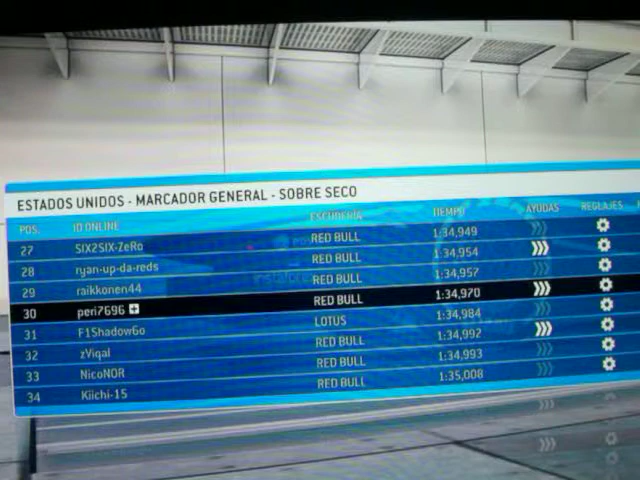 ESTADOS UNIDOS - MARCADOR GENERAL - SOBRE SECO
POS. ID ONLINE ESCUDERÍA TIEMPO AYUDAS REGLAJES
27 SIX2SIX-ZeRo RED BULL 1:34,949
28 ryan-up-da-reds RED BULL 1:34,954
29 raikkonen44 RED BULL 1:34,957
30 peri7696 RED BULL 1:34,970
31 F1ShadowGo LOTUS 1:34,984
32 zViqal RED BULL 1:34,992
33 NicoNOR RED BULL 1:34,993
34 Kiichi-15 RED BULL 1:35,008